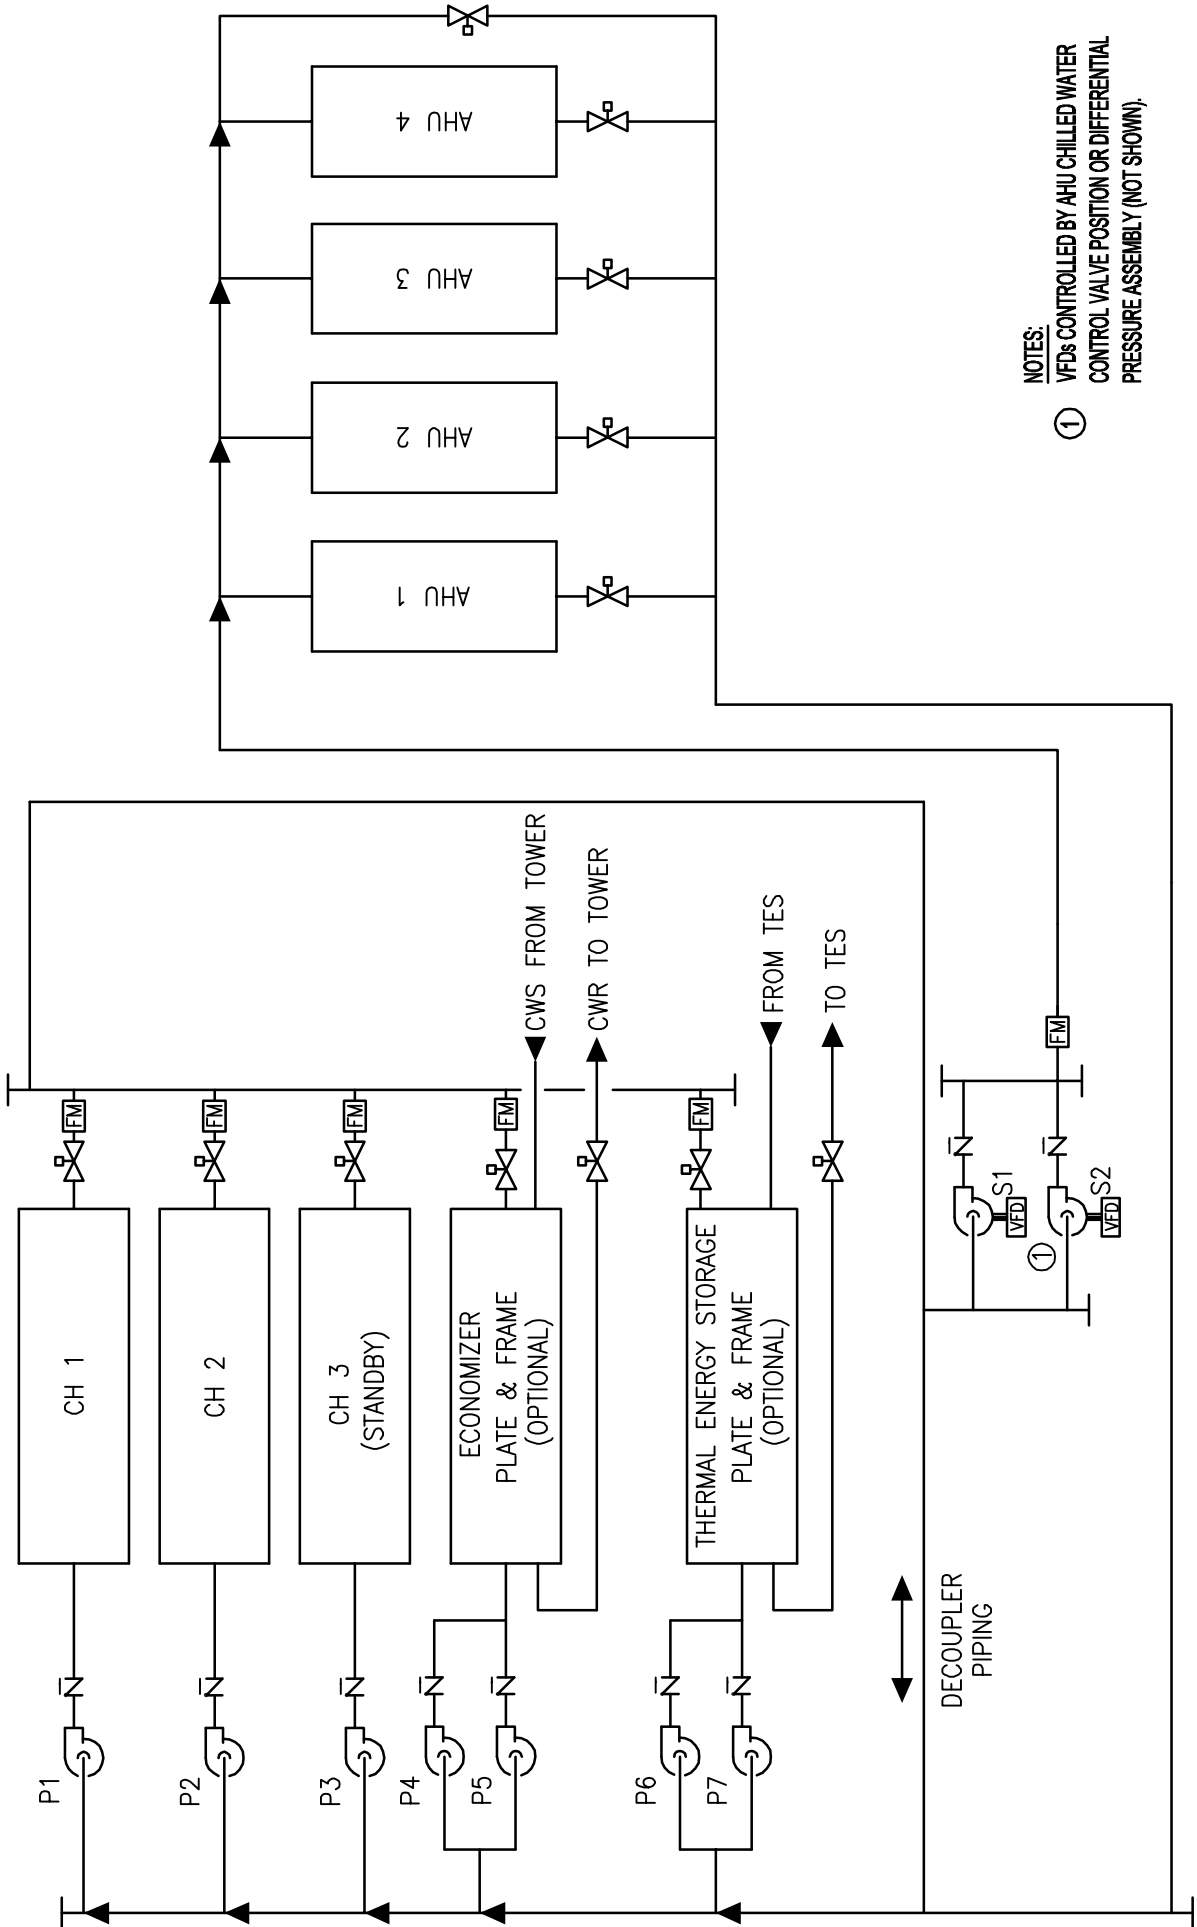 AHU 4
AHU 3
AHU 2
AHU 1
NOTES:
1
VFDs CONTROLLED BY AHU CHILLED WATER
CONTROL VALVE POSITION OR DIFFERENTIAL
PRESSURE ASSEMBLY (NOT SHOWN).
CWS FROM TOWER
CWR TO TOWER
FROM TES
TO TES
FM
FM
FM
FM
FM
FM
CH 1
CH 2
CH 3
(STANDBY)
ECONOMIZER
PLATE & FRAME
(OPTIONAL)
THERMAL ENERGY STORAGE
PLATE & FRAME
(OPTIONAL)
S1
VFD
S2
VFD
1
DECOUPLER
PIPING
P1
P2
P3
P4
P5
P6
P7